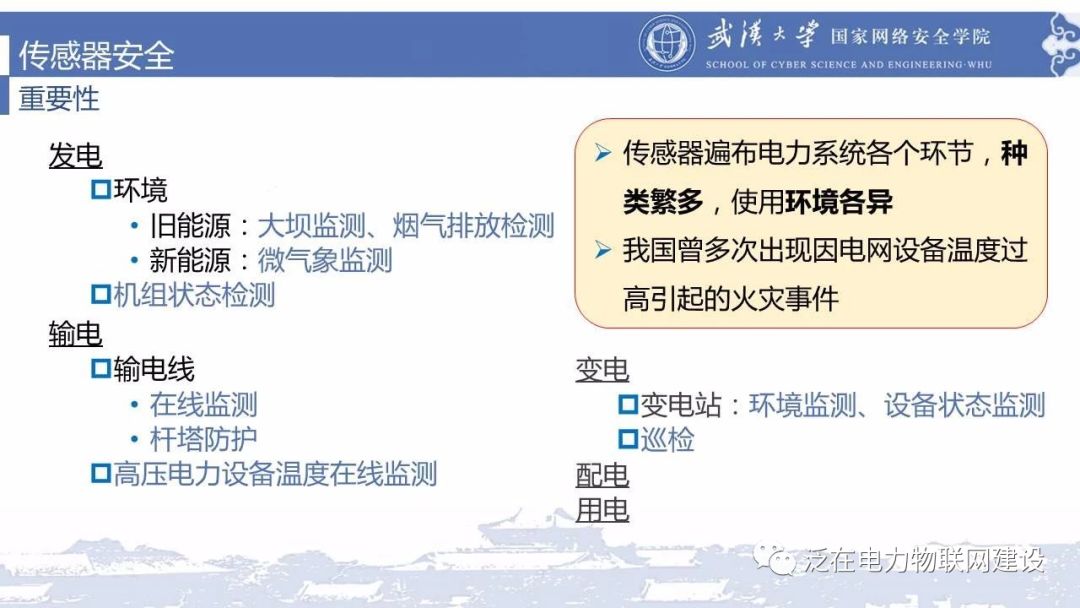 传感器安全
武汉大学 国家网络安全学院
SCHOOL OF CYBER SCIENCE AND ENGINEERING·WHU
重要性
发电
环境
• 旧能源：大坝监测、烟气排放检测
• 新能源：微气象监测
机组状态检测
输电
输电线
• 在线监测
• 杆塔防护
高压电力设备温度在线监测
传感器遍布电力系统各个环节，种
类繁多，使用环境各异
我国曾多次出现因电网设备温度过
高引起的火灾事件
变电
变电站：环境监测、设备状态监测
巡检
配电
用电
泛在电力物联网建设